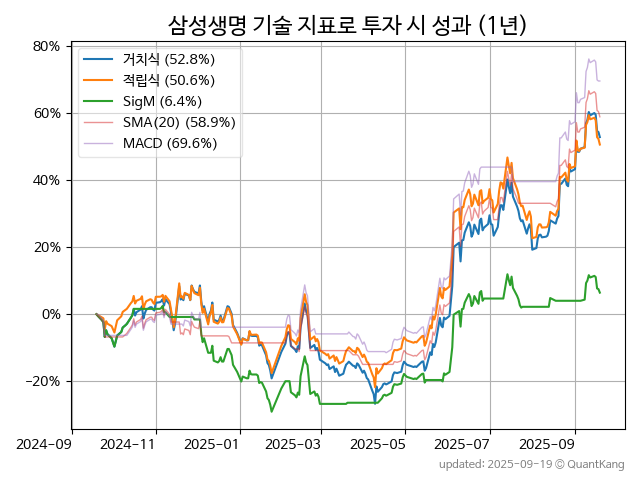 삼성생명 기술 지표로 투자 시 성과 (1년)
80%
60%
40%
20%
0%
−20%
거치식 (52.8%)
적립식 (50.6%)
SigM (6.4%)
SMA(20) (58.9%)
MACD (69.6%)
2024-09
2024-11
2025-01
2025-03
2025-05
2025-07
2025-09
updated: 2025-09-19 © QuantKang